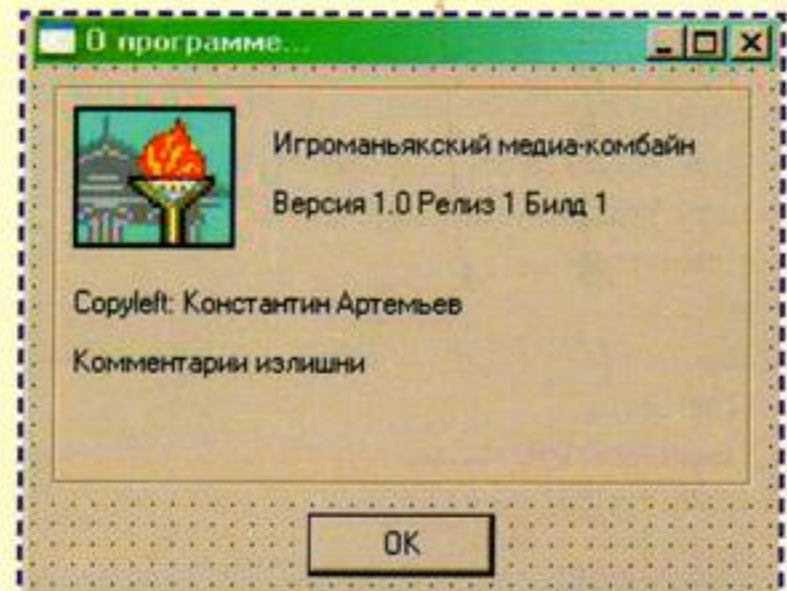 О программе...
Игроманьякский медиа-комбайн
Версия 1.0 Релиз 1 Билд 1
Copyleft: Константин Артемьев
Комментарии излишни
OK